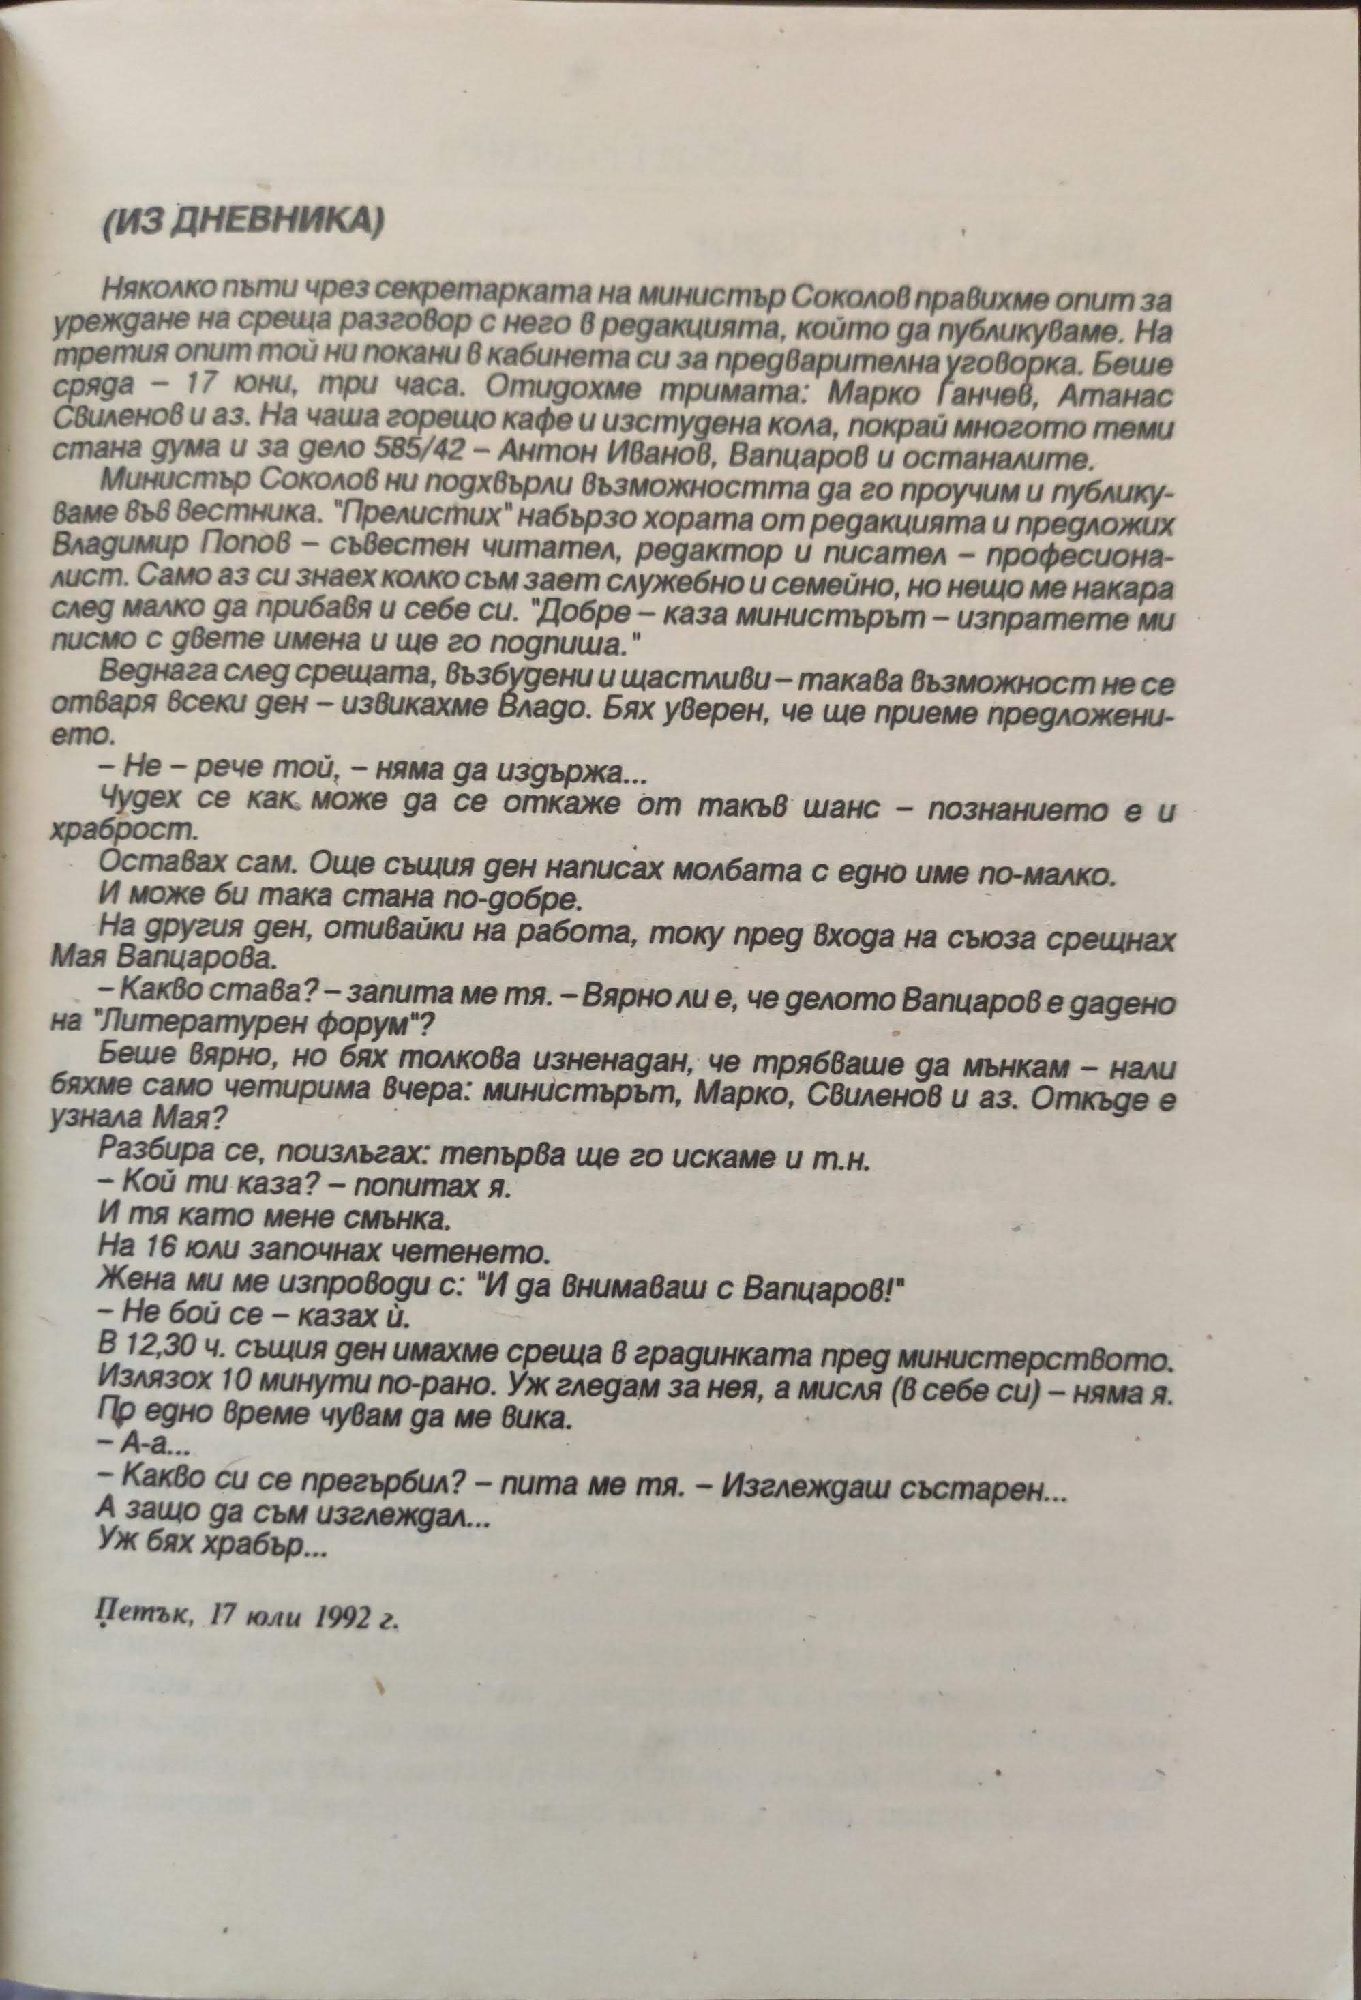 (ИЗ ДНЕВНИКА)
Няколко пъти чрез секретарката на министър Соколов правихме опит за
уреждане на среща разговор с него в редакцията, който да публикуваме. На
третия опит той ни покани в кабинета си за предварителна уговорка. Беше
сряда – 17 юни, три часа. Отидохме тримата: Марко Ганчев, Атанас
Свиленов и аз. На чаша горещо кафе и изстудена кола, покрай многото теми
стана дума и за дело 585/42 – Антон Иванов, Вапцаров и останалите.
Министър Соколов ни подхвърли възможността да го проучим и публику-
ваме във вестника. "Прелистих" набързо хората от редакцията и предложих
Владимир Попов – съвестен читател, редактор и писател – професиона-
лист. Само аз си знаех колко съм зает служебно и семейно, но нещо ме накара
след малко да прибавя и себе си. "Добре – каза министърът – изпратете ми
писмо с двете имена и ще го подпиша."
Веднага след срещата, възбудени и щастливи – такава възможност не се
отваря всеки ден – извикахме Владо. Бях уверен, че ще приеме предложени-
ето.
– Не – рече той, – няма да издържа...
Чудех се как може да се откаже от такъв шанс – познанието е и
храброст.
Оставах сам. Още същия ден написах молбата с едно име по-малко.
И може би така стана по-добре.
На другия ден, отивайки на работа, току пред входа на съюза срещнах
Мая Вапцарова.
– Какво става? – запита ме тя. – Вярно ли е, че делото Вапцаров е дадено
на "Литературен форум"?
Беше вярно, но бях толкова изненадан, че трябваше да мънкам – нали
бяхме само четирима вчера: министърът, Марко, Свиленов и аз. Откъде е
узнала Мая?
Разбира се, поизлъгах: тепърва ще го искаме и т.н.
– Кой ти каза? – попитах я.
И тя като мене смънка.
На 16 юли започнах четенето.
Жена ми ме изпроводи с: "И да внимаваш с Вапцаров!"
– Не бой се – казах ѝ.
В 12,30 ч. същия ден имахме среща в градинката пред министерството.
Излязох 10 минути по-рано. Уж гледам за нея, а мисля (в себе си) – няма я.
По едно време чувам да ме вика.
– А-а...
– Какво си се прегърбил? – пита ме тя. – Изглеждаш състарен...
А защо да съм изглеждал...
Уж бях храбър...
Петък, 17 юли 1992 г.